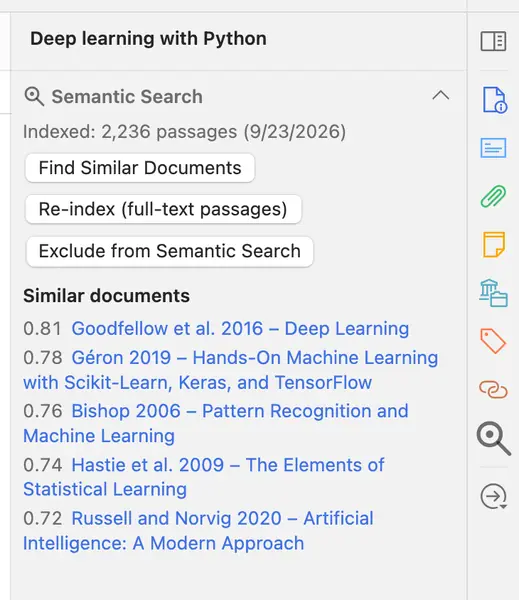 Deep learning with Python
Semantic Search
Indexed: 2,236 passages (9/23/2026)
Find Similar Documents
Re-index (full-text passages)
Exclude from Semantic Search
Similar documents
0.81 Goodfellow et al. 2016 – Deep Learning
0.78 Géron 2019 – Hands-On Machine Learning
with Scikit-Learn, Keras, and TensorFlow
0.76 Bishop 2006 – Pattern Recognition and
Machine Learning
0.74 Hastie et al. 2009 – The Elements of
Statistical Learning
0.72 Russell and Norvig 2020 – Artificial
Intelligence: A Modern Approach